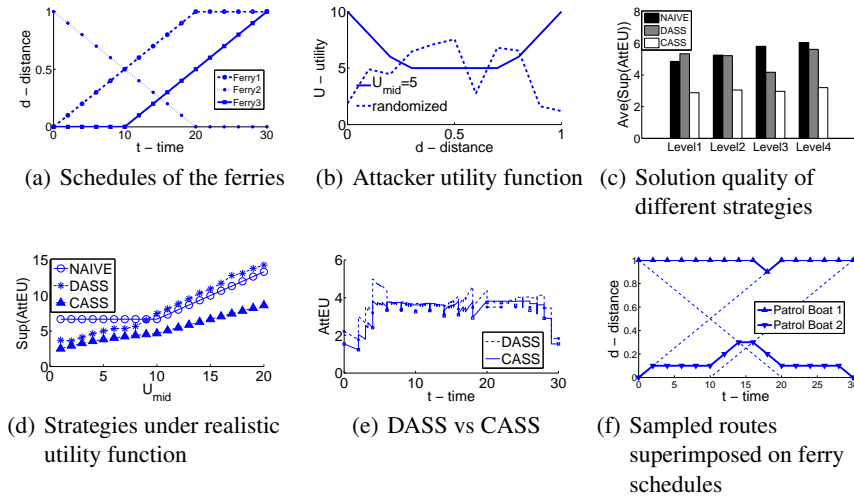 1
0.5
0
0
10
20
30
d − distance
t − time
Ferry1
Ferry2
Ferry3
(a) Schedules of the ferries
10
5
0
0
0.5
1
U − utility
d − distance
U_mid=5
randomized
(b) Attacker utility function
8
6
4
2
0
Ave(Sup(AttEU)
NAIVE
DASS
CASS
Level1 Level2 Level3 Level4
(c) Solution quality of
different strategies
15
10
5
0
0
5
10
15
20
Sup(AttEU)
U_mid
NAIVE
DASS
CASS
(d) Strategies under realistic
utility function
6
4
2
0
0
10
20
30
AttEU
t − time
DASS
CASS
(e) DASS vs CASS
1
0.8
0.6
0.4
0.2
0
0
5
10
15
20
25
30
d − distance
t − time
Patrol Boat 1
Patrol Boat 2
(f) Sampled routes
superimposed on ferry
schedules